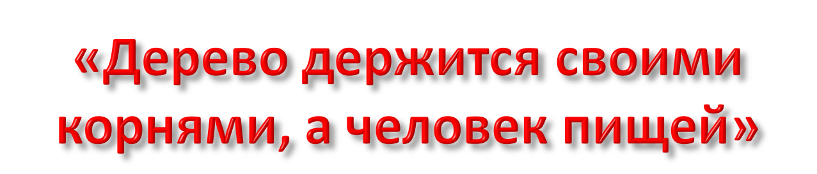 «Дерево держится своими
корнями, а человек пищей»